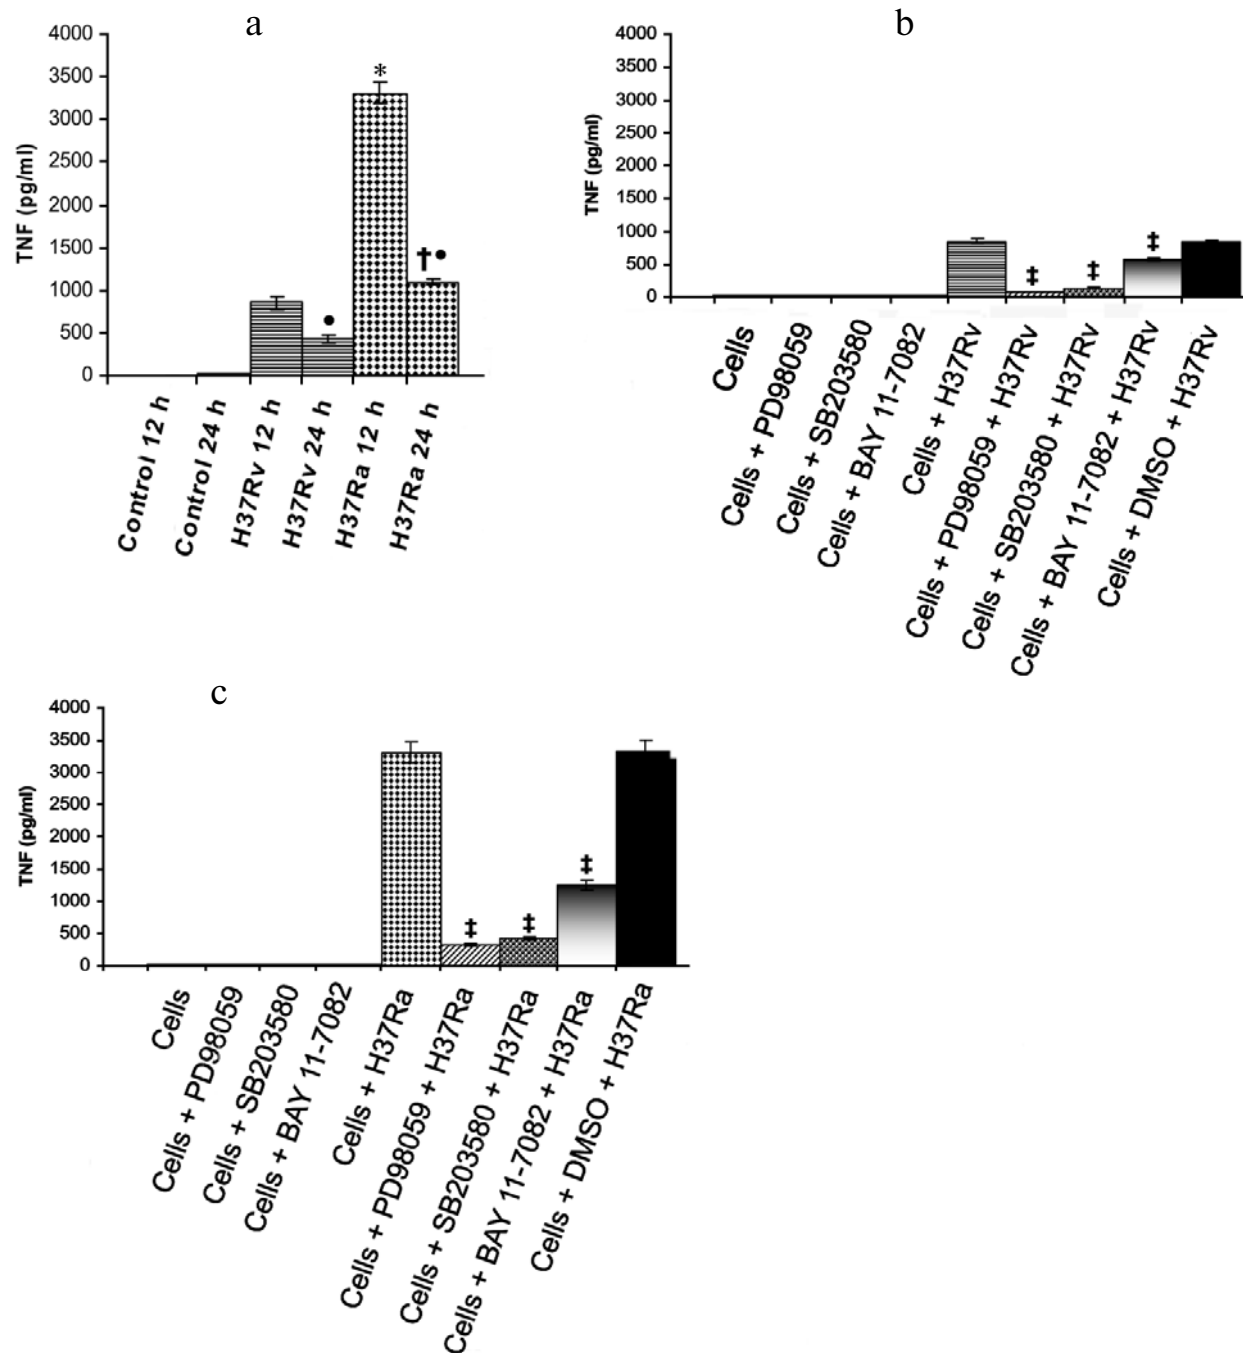 a
4000
3500
3000
2500
2000
1500
1000
500
0
TNF (pg/ml)
*
†•
•
Control 12 h
Control 24 h
H37Rv 12 h
H37Rv 24 h
H37Ra 12 h
H37Ra 24 h
b
4000
3500
3000
2500
2000
1500
1000
500
0
TNF (pg/ml)
‡
‡
‡
Cells
Cells + PD98059
Cells + SB203580
Cells + BAY 11-7082
Cells + H37Rv
Cells + PD98059 + H37Rv
Cells + SB203580 + H37Rv
Cells + BAY 11-7082 + H37Rv
Cells + DMSO + H37Rv
c
4000
3500
3000
2500
2000
1500
1000
500
0
TNF (pg/ml)
‡
‡
‡
Cells
Cells + PD98059
Cells + SB203580
Cells + BAY 11-7082
Cells + H37Ra
Cells + PD98059 + H37Ra
Cells + SB203580 + H37Ra
Cells + BAY 11-7082 + H37Ra
Cells + DMSO + H37Ra